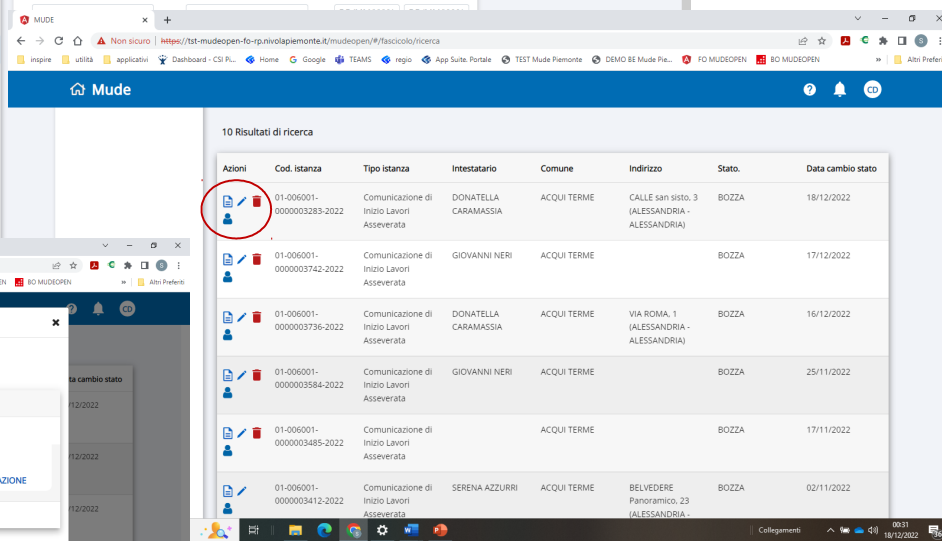 MUDE
Non sicuro | https://tst-mudeopen-fo-rp.nivolapiemonte.it/mudeopen/#/fascicolo/ricerca
inspire utilità applicativi Dashboard - CSI Pi... Home Google TEAMS regio App Suite. Portale TEST Mude Piemonte DEMO BE Mude Pie... FO MUDEOPEN BO MUDEOPEN » Altri Preferi
Mude ? CD
10 Risultati di ricerca
Azioni Cod. istanza Tipo istanza Intestatario Comune Indirizzo Stato. Data cambio stato
01-006001- Comunicazione di DONATELLA ACQUI TERME CALLE san sisto, 3 BOZZA 18/12/2022
0000003283-2022 Inizio Lavori CARAMASSIA (ALESSANDRIA -
Asseverata ALESSANDRIA)
01-006001- Comunicazione di GIOVANNI NERI ACQUI TERME BOZZA 17/12/2022
0000003742-2022 Inizio Lavori
Asseverata
01-006001- Comunicazione di DONATELLA ACQUI TERME VIA ROMA, 1 BOZZA 16/12/2022
0000003736-2022 Inizio Lavori CARAMASSIA (ALESSANDRIA -
Asseverata ALESSANDRIA)
01-006001- Comunicazione di GIOVANNI NERI ACQUI TERME BOZZA 25/11/2022
0000003584-2022 Inizio Lavori
Asseverata
01-006001- Comunicazione di ACQUI TERME BOZZA 17/11/2022
0000003485-2022 Inizio Lavori
Asseverata
01-006001- Comunicazione di SERENA AZZURRI ACQUI TERME BELVEDERE BOZZA 02/11/2022
0000003412-2022 Inizio Lavori Panoramico, 23
Asseverata (ALESSANDRIA -
EN BO MUDEOPEN » Altri Preferiti
? CD
ta cambio stato
/12/2022
/12/2022
AZIONE
/12/2022
Collegamenti 00:31
18/12/2022